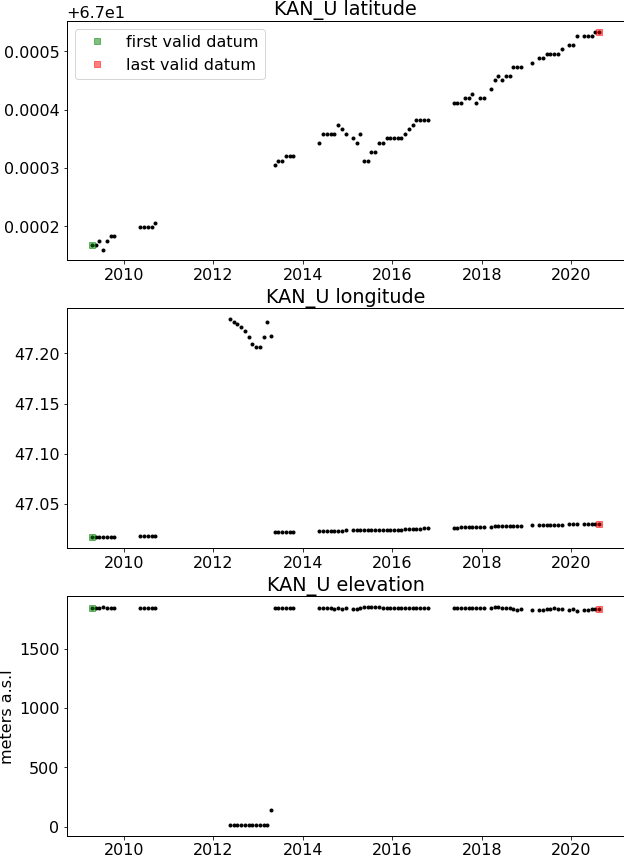 KAN_U latitude
+6.7e1
first valid datum
last valid datum
0.0005
0.0004
0.0003
0.0002
2010 2012 2014 2016 2018 2020
KAN_U longitude
47.20
47.15
47.10
47.05
2010 2012 2014 2016 2018 2020
KAN_U elevation
meters a.s.l
1500
1000
500
0
2010 2012 2014 2016 2018 2020